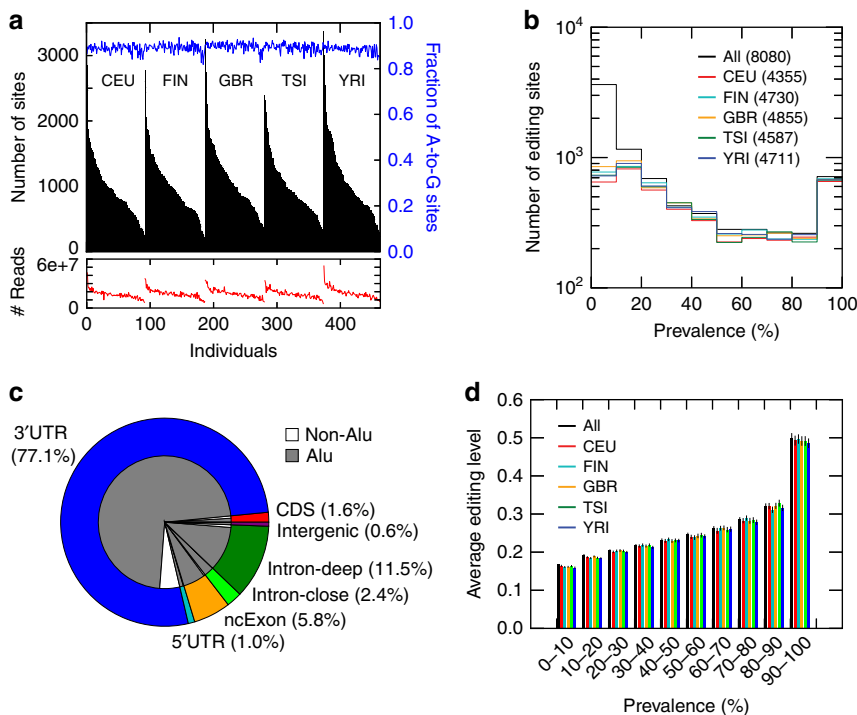 a
3000
2000
1000
0
Number of sites
CEU
FIN
GBR
TSI
YRI
1.0
0.8
0.6
0.4
0.2
0.0
Fraction of A-to-G sites
6e+7
0
# Reads
0
100
200
300
400
Individuals
b
10^4
10^3
10^2
Number of editing sites
All (8080)
CEU (4355)
FIN (4730)
GBR (4855)
TSI (4587)
YRI (4711)
0
20
40
60
80
100
Prevalence (%)
c
3′UTR
(77.1%)
Non-Alu
Alu
CDS (1.6%)
Intergenic (0.6%)
Intron-deep (11.5%)
Intron-close (2.4%)
ncExon (5.8%)
5′UTR (1.0%)
d
0.6
0.5
0.4
0.3
0.2
0.1
0.0
Average editing level
All
CEU
FIN
GBR
TSI
YRI
0–10
10–20
20–30
30–40
40–50
50–60
60–70
70–80
80–90
90–100
Prevalence (%)